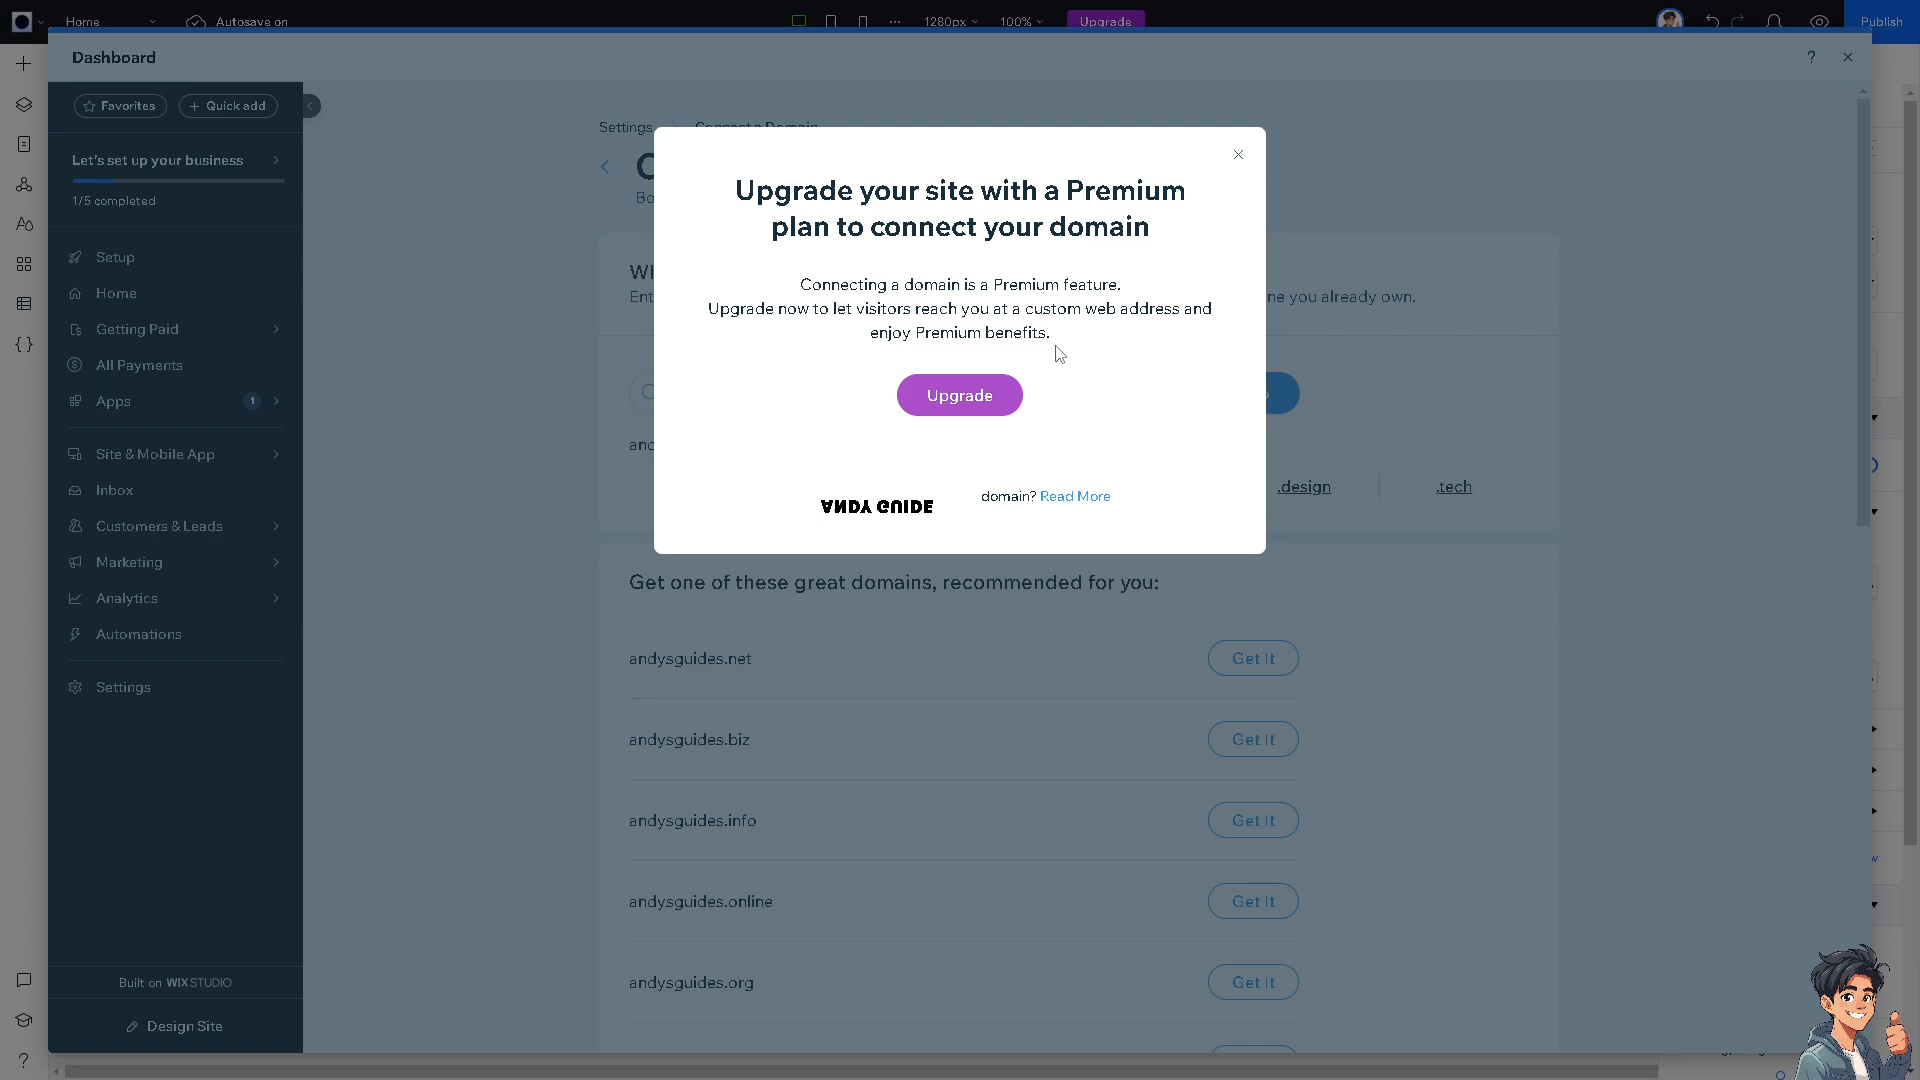 Home
Autosave on
1280px
100%
Upgrade
Publish
Dashboard
?
Favorites
+ Quick add
Let's set up your business
1/5 completed
Setup
Home
Getting Paid
All Payments
Apps
1
Site & Mobile App
Inbox
Customers & Leads
Marketing
Analytics
Automations
Settings
Built on WIX STUDIO
Design Site
Settings
Connect a Domain
Upgrade your site with a Premium
plan to connect your domain
Connecting a domain is a Premium feature.
Upgrade now to let visitors reach you at a custom web address and
enjoy Premium benefits.
Upgrade
ANDY GUIDE
domain? Read More
ne you already own.
.design
.tech
Get one of these great domains, recommended for you:
andysguides.net
Get It
andysguides.biz
Get It
andysguides.info
Get It
andysguides.online
Get It
andysguides.org
Get It